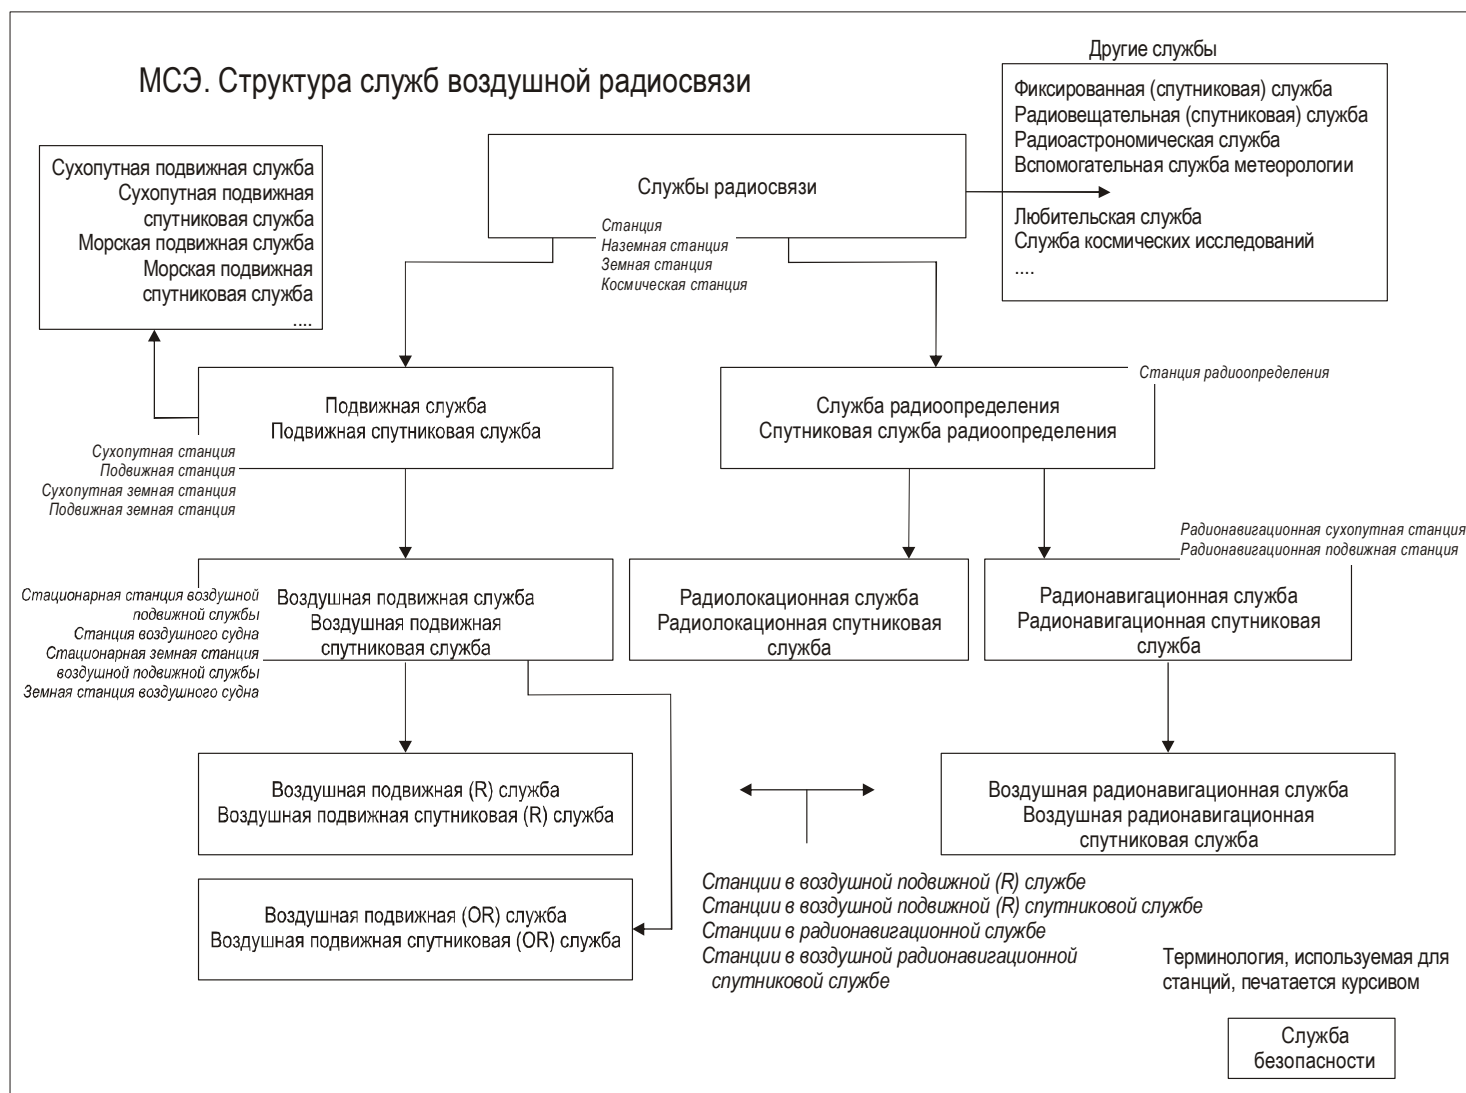 МСЭ. Структура служб воздушной радиосвязи
Другие службы
Фиксированная (спутниковая) служба
Радиовещательная (спутниковая) служба
Радиоастрономическая служба
Вспомогательная служба метеорологии
Любительская служба
Служба космических исследований
....
Сухопутная подвижная служба
Сухопутная подвижная
спутниковая служба
Морская подвижная служба
Морская подвижная
спутниковая служба
....
Службы радиосвязи
Станция
Наземная станция
Земная станция
Космическая станция
Подвижная служба
Подвижная спутниковая служба
Служба радиоопределения
Спутниковая служба радиоопределения
Станция радиоопределения
Сухопутная станция
Подвижная станция
Сухопутная земная станция
Подвижная земная станция
Радионавигационная сухопутная станция
Радионавигационная подвижная станция
Стационарная станция воздушной
подвижной службы
Станция воздушного судна
Стационарная земная станция
воздушной подвижной службы
Земная станция воздушного судна
Воздушная подвижная служба
Воздушная подвижная
спутниковая служба
Радиолокационная служба
Радиолокационная спутниковая
служба
Радионавигационная служба
Радионавигационная спутниковая
служба
Воздушная подвижная (R) служба
Воздушная подвижная спутниковая (R) служба
Воздушная радионавигационная служба
Воздушная радионавигационная
спутниковая служба
Воздушная подвижная (OR) служба
Воздушная подвижная спутниковая (OR) служба
Станции в воздушной подвижной (R) службе
Станции в воздушной подвижной (R) спутниковой службе
Станции в радионавигационной службе
Станции в воздушной радионавигационной
спутниковой службе
Терминология, используемая для
станций, печатается курсивом
Служба
безопасности